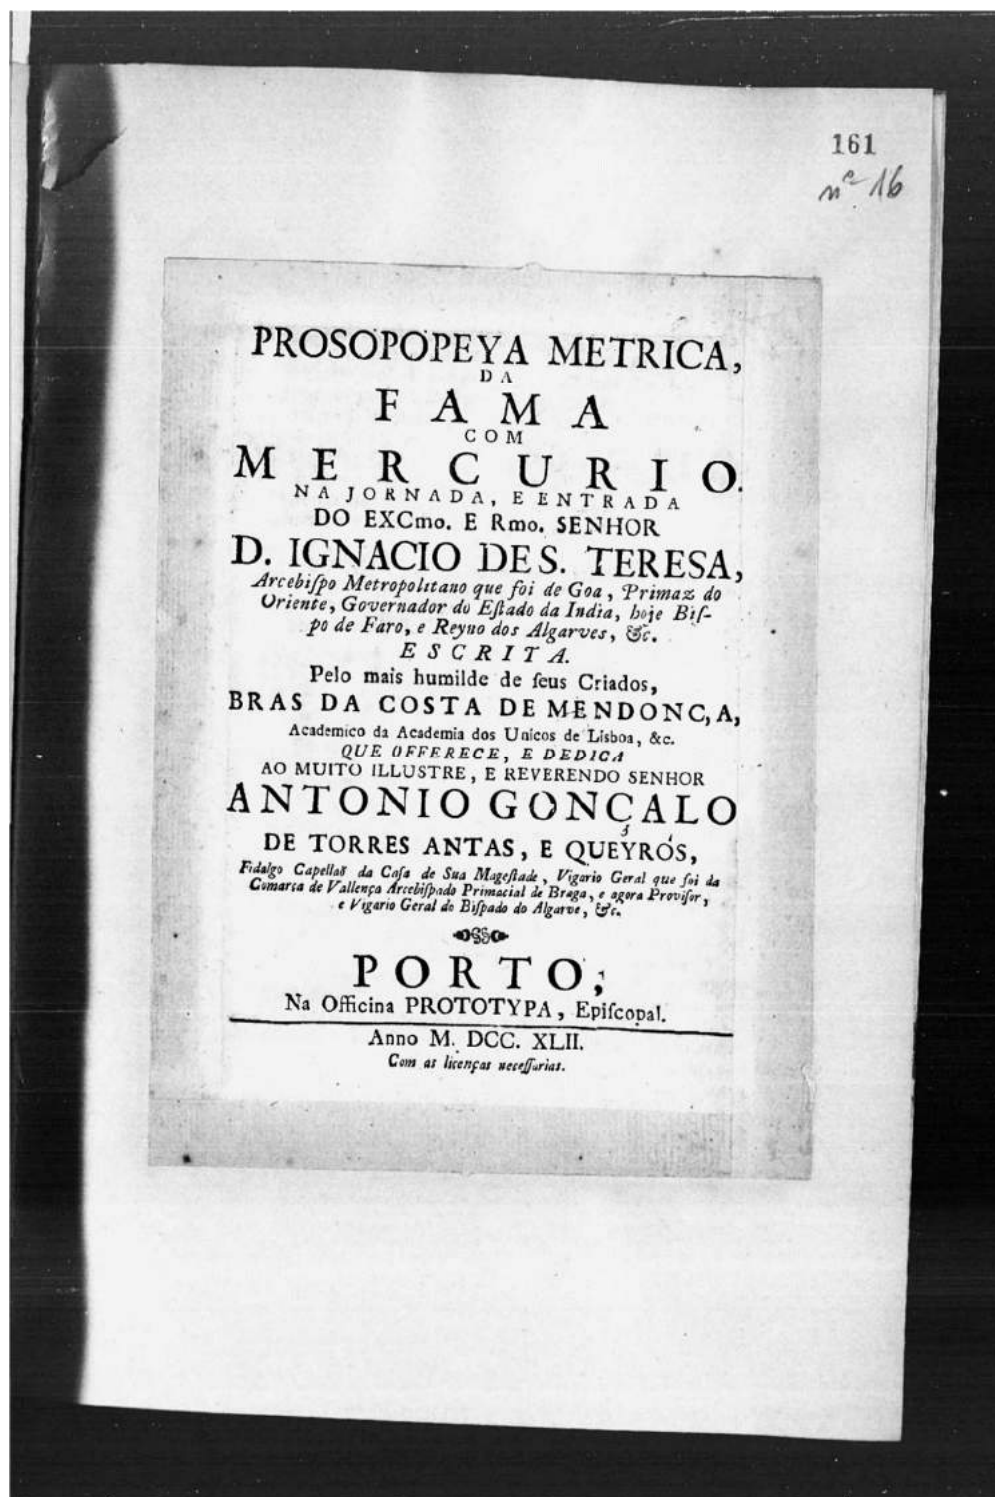 161
nº 16
PROSOPOPEYA METRICA,
DA
FAMA
COM
MERCURIO.
NA JORNADA, E ENTRADA
DO EXCmo. E Rmo. SENHOR
D. IGNACIO DE S. TERESA,
Arcebiſpo Metropolitano que foi de Goa, Primaz do
Oriente, Governador do Eſtado da India, hoje Biſ-
po de Faro, e Reyno dos Algarves, &c.
ESCRITA.
Pelo mais humilde de ſeus Criados,
BRAS DA COSTA DE MENDONC,A,
Academico da Academia dos Unicos de Lisboa, &c.
QUE OFFERECE, E DEDICA
AO MUITO ILLUSTRE, E REVERENDO SENHOR
ANTONIO GONÇALO
DE TORRES ANTAS, E QUEYRÓS,
Fidalgo Capellaõ da Caſa de Sua Mageſtade, Vigario Geral que foi da
Comarca de Vallença Arcebiſpado Primacial de Braga, e agora Proviſor,
e Vigario Geral do Biſpado do Algarve, &c.
PORTO;
Na Officina PROTOTYPA, Epiſcopal.
Anno M. DCC. XLII.
Com as licenças neceſſarias.